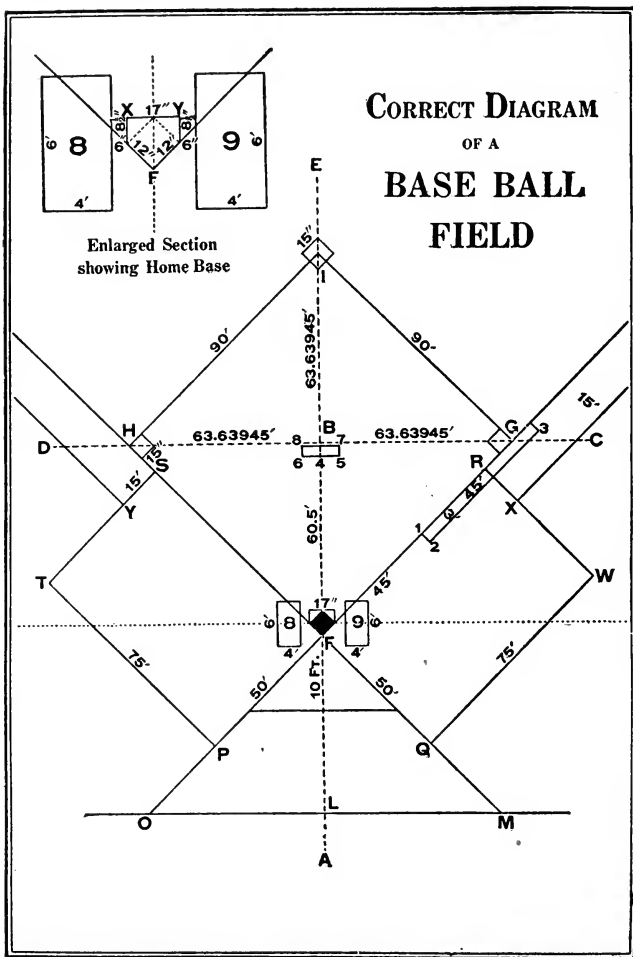 CORRECT DIAGRAM
OF A
BASE BALL
FIELD
X 17" Y
8½" 8½"
6' 8 6" 12" 12" 6" 9 6'
F
4' 4'
Enlarged Section
showing Home Base
E
15"
I
90' 63.63945' 90-
15-
H B G 3
D 63.63945' 8 7 63.63945' C
15" 6 4 5
S R
15' 45'
Y X
60.5' 1 2 3'
T W
45'
17"
6' 8 9 6'
4' F 4'
75' 10 FT. 75'
50' 50'
P Q
O L M
A